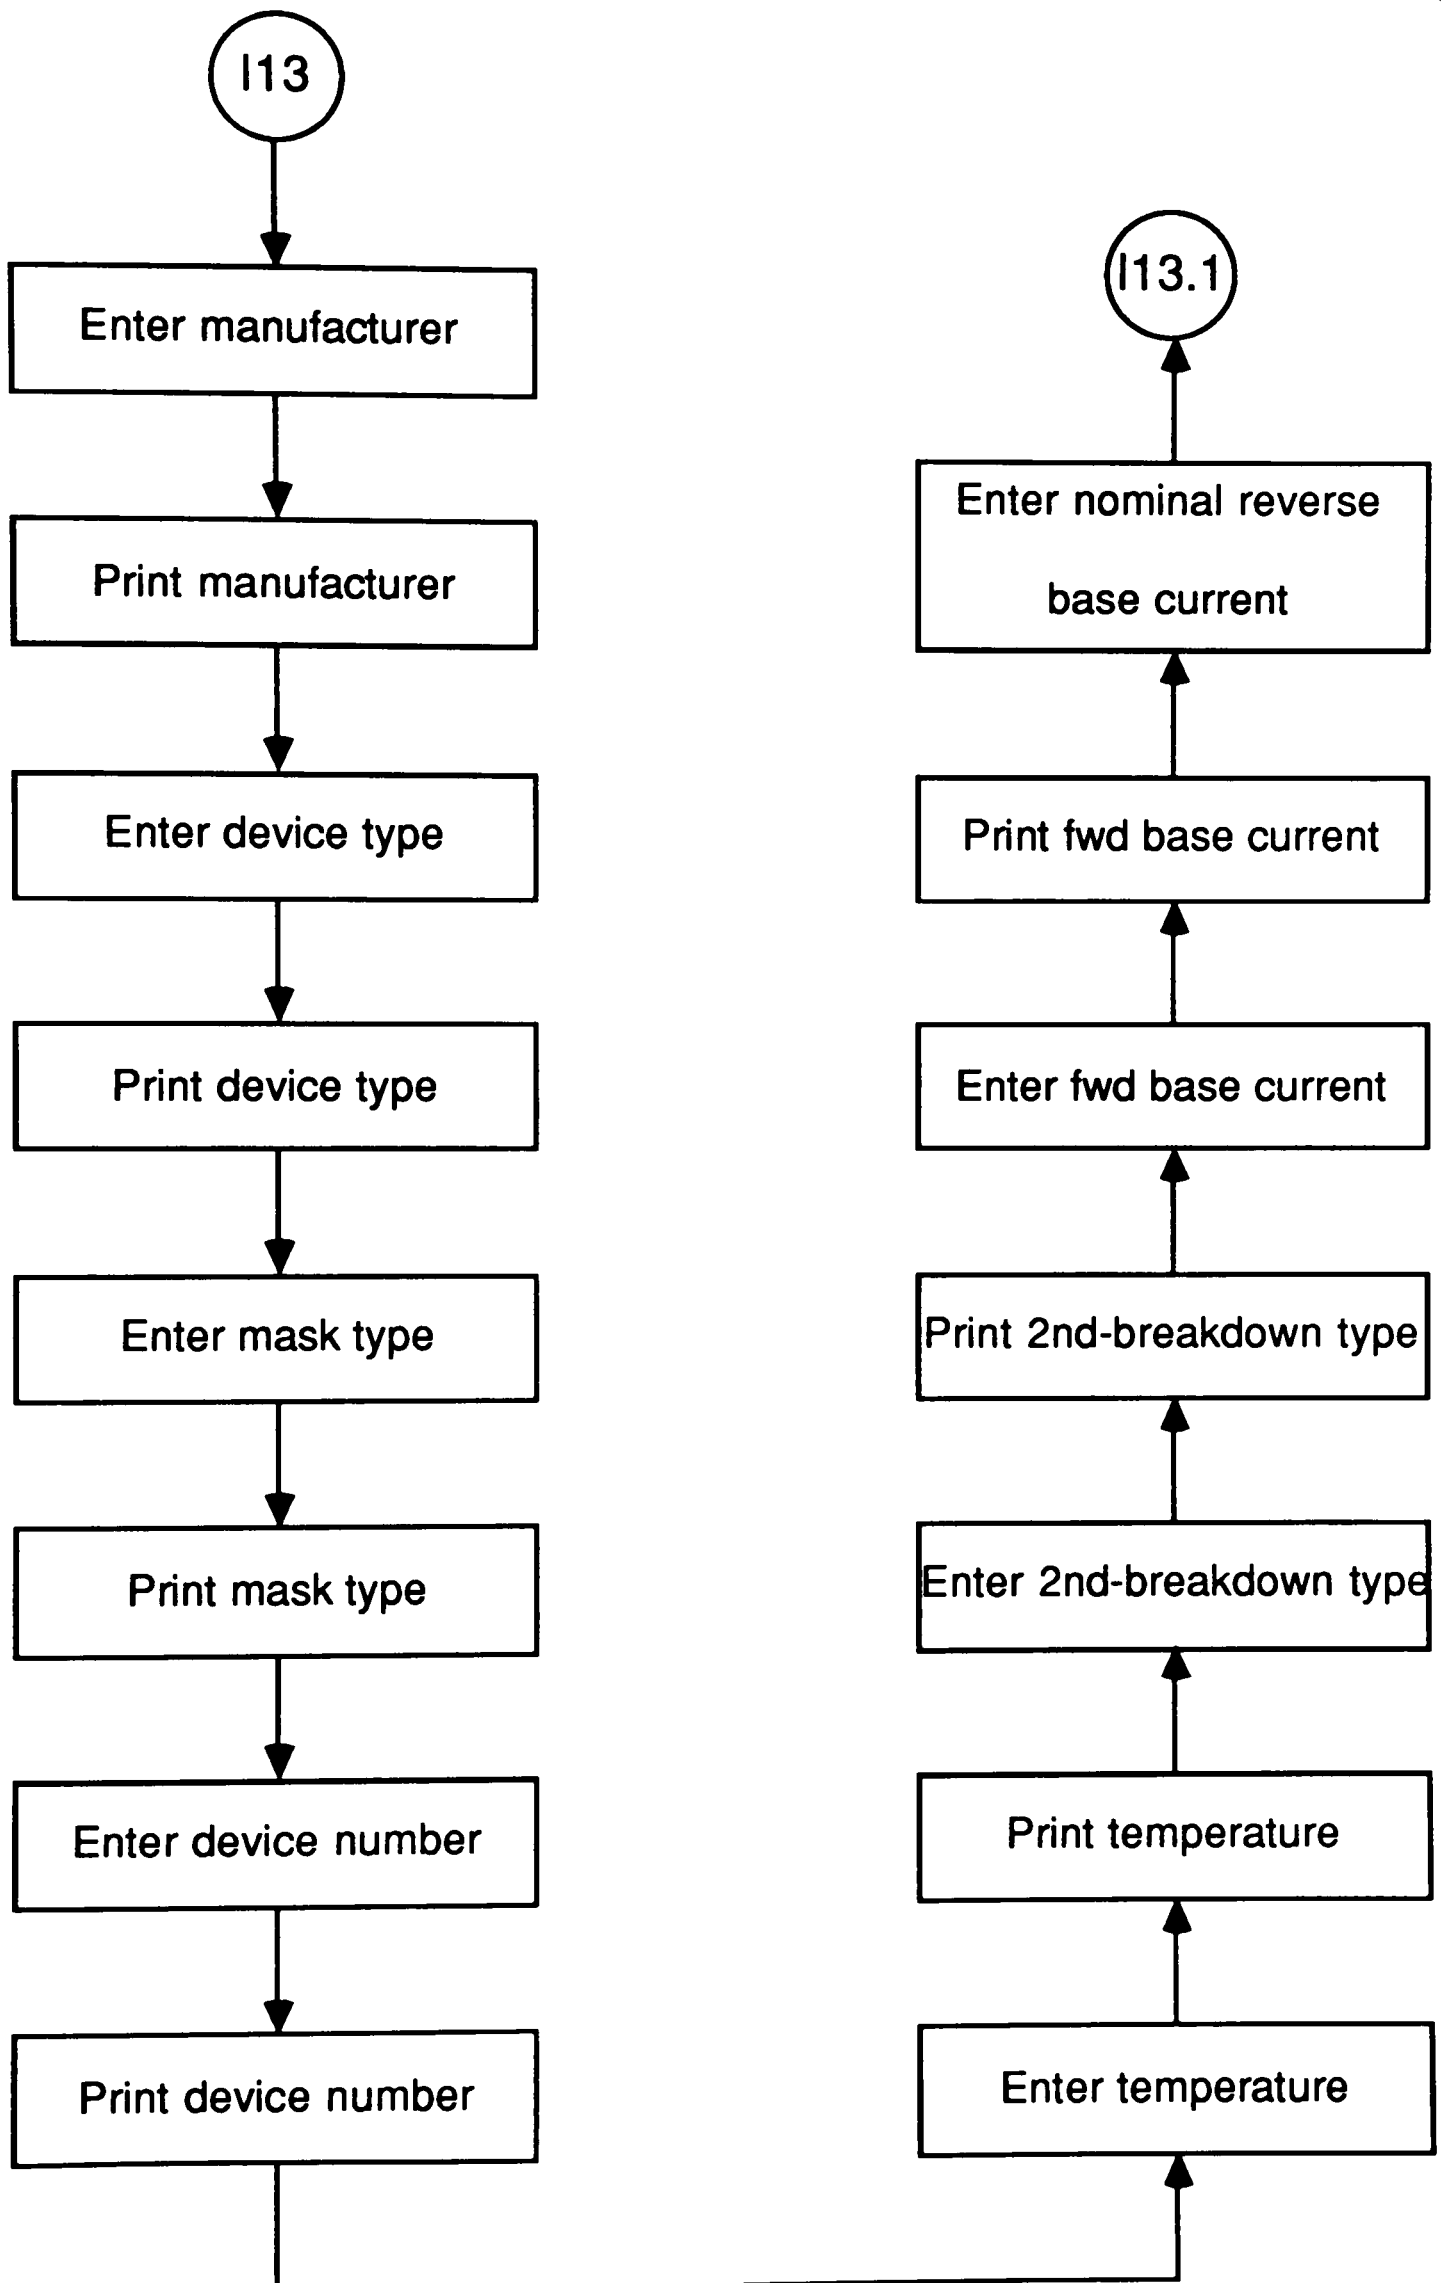 I13
Enter manufacturer
Print manufacturer
Enter device type
Print device type
Enter mask type
Print mask type
Enter device number
Print device number
I13.1
Enter nominal reverse
base current
Print fwd base current
Enter fwd base current
Print 2nd-breakdown type
Enter 2nd-breakdown type
Print temperature
Enter temperature